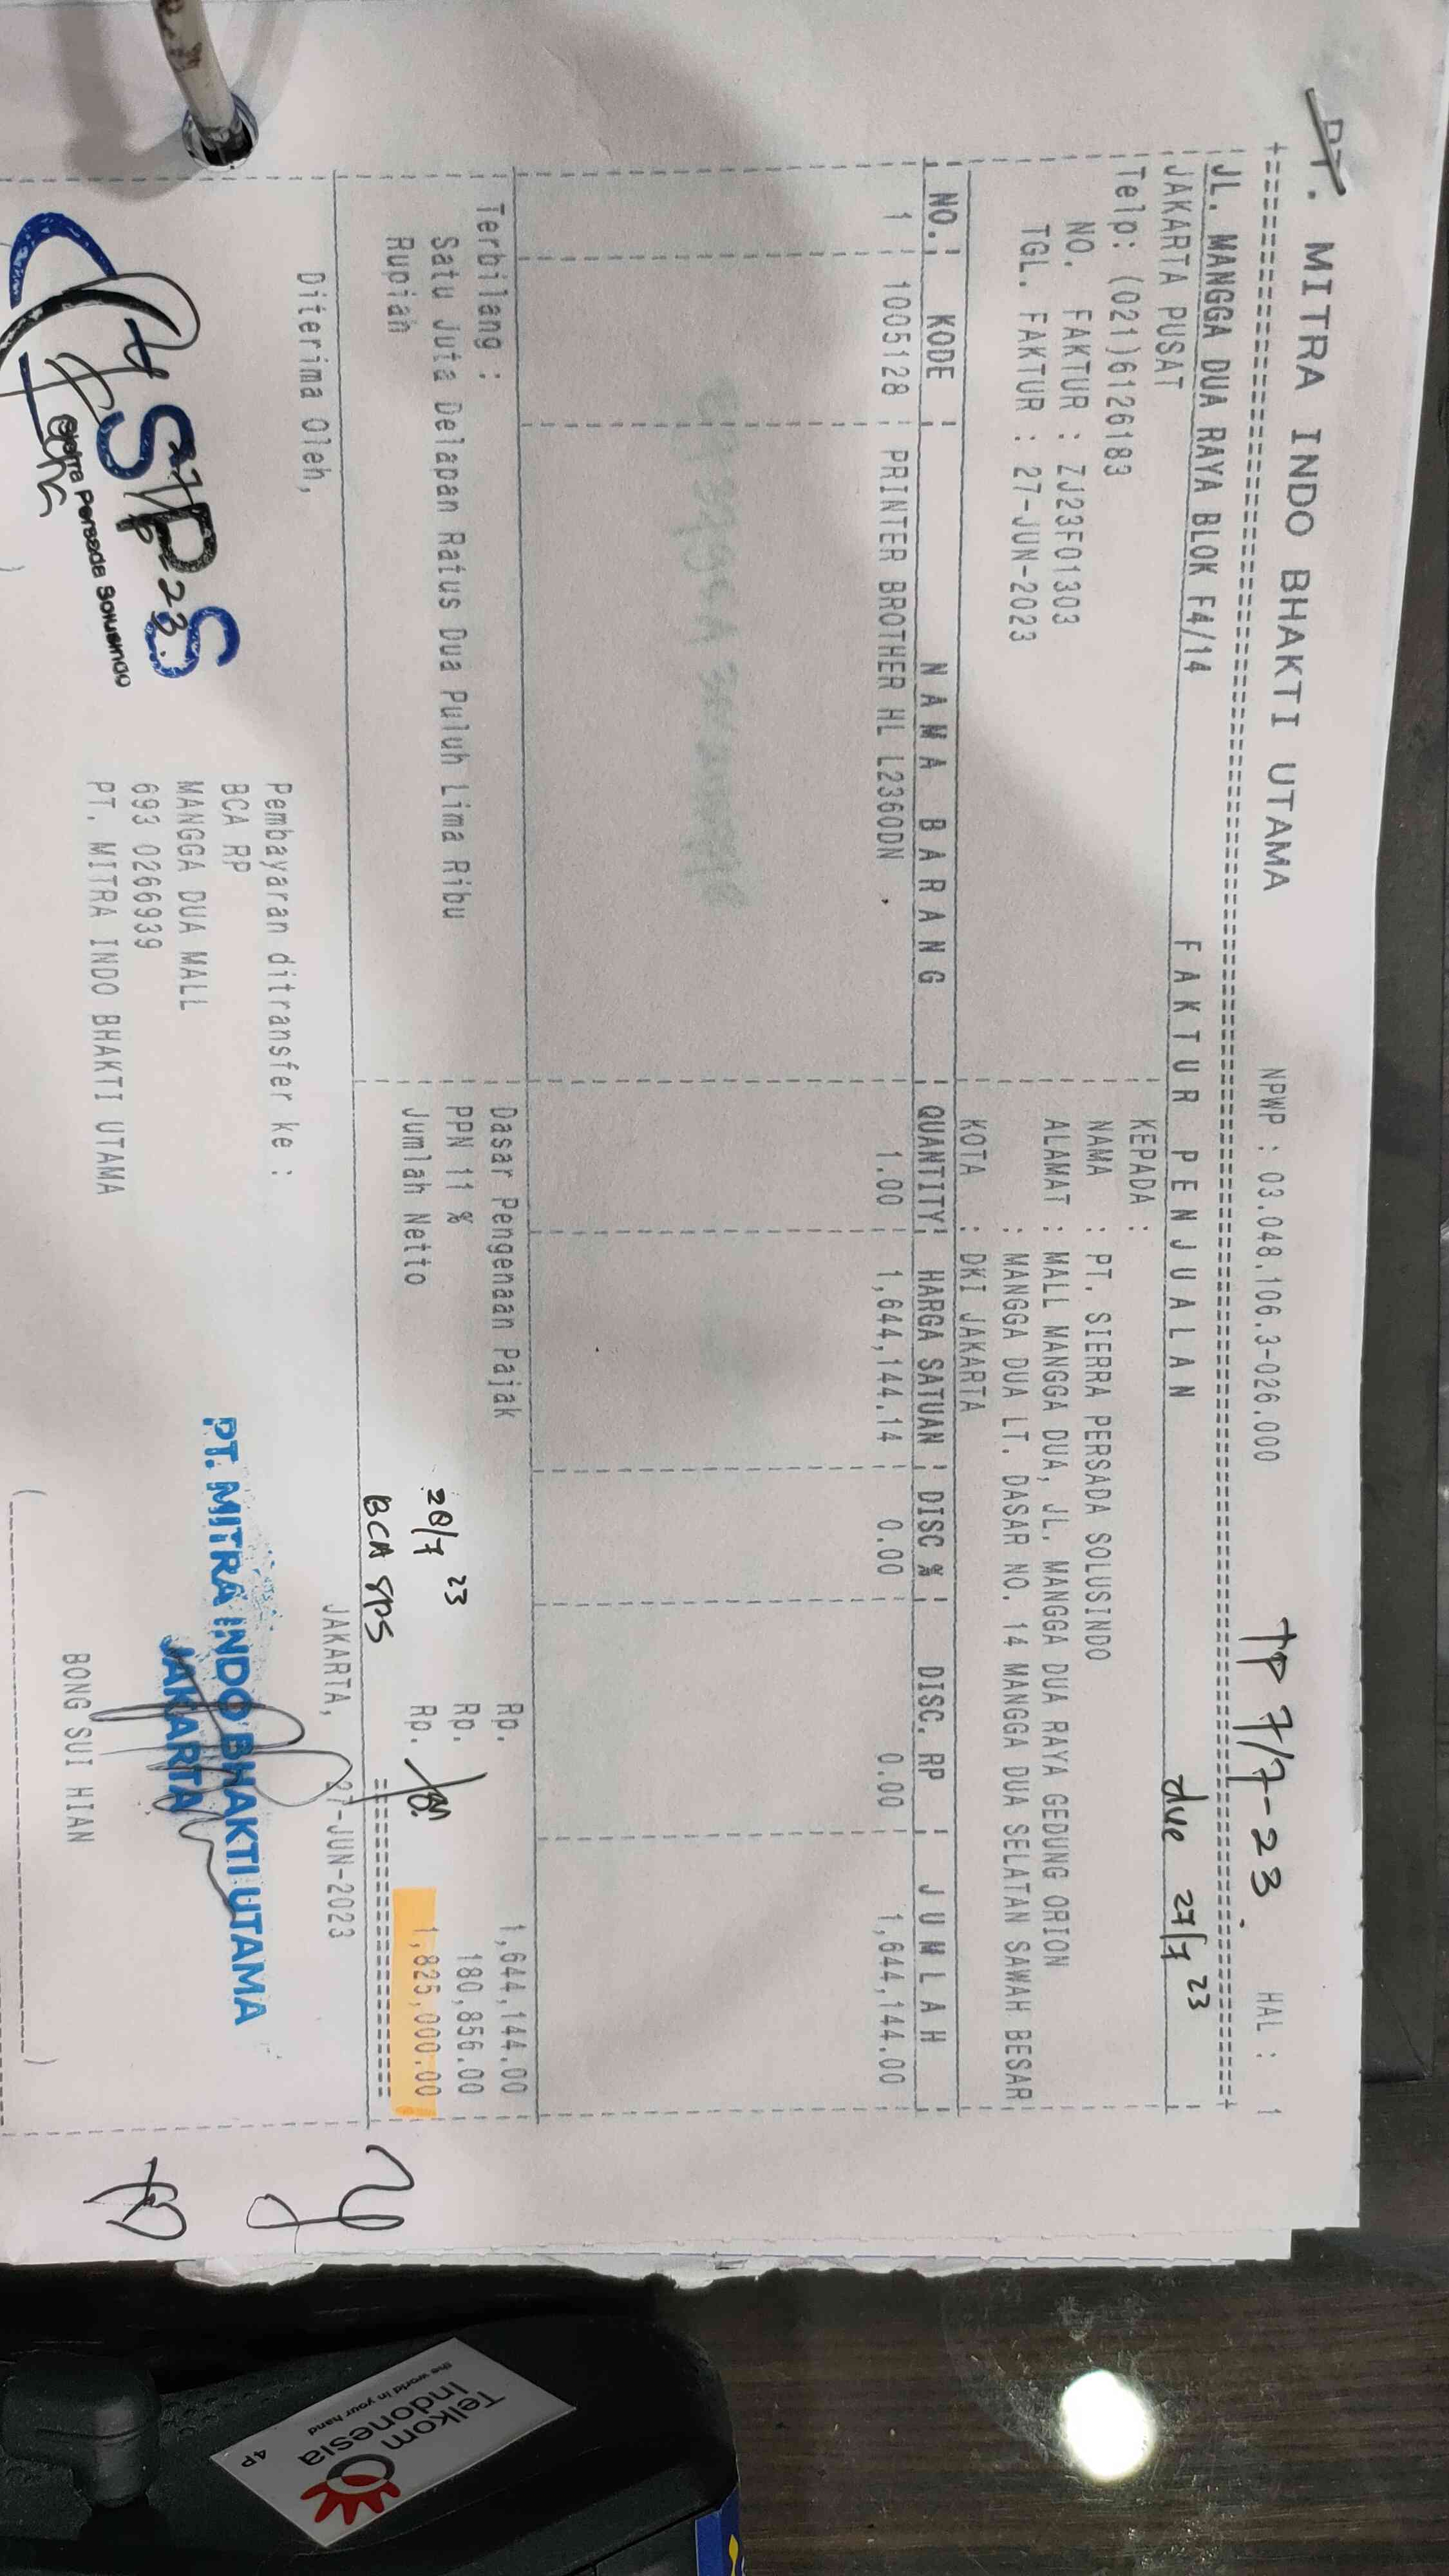 PT. MITRA INDO BHAKTI UTAMA NPWP : 03.048.106.3-026.000 HAL : 1
TP 7/7-23.
JL. MANGGA DUA RAYA BLOK F4/14
JAKARTA PUSAT
FAKTUR PENJUALAN
due 27/7 23
Telp: (021)6126183
NO. FAKTUR : ZJ23F01303
TGL. FAKTUR : 27-JUN-2023
KEPADA :
NAMA : PT. SIERRA PERSADA SOLUSINDO
ALAMAT : MALL MANGGA DUA, JL. MANGGA DUA RAYA GEDUNG ORION
: MANGGA DUA LT. DASAR NO. 14 MANGGA DUA SELATAN SAWAH BESAR
KOTA : DKI JAKARTA
NO. KODE NAMA BARANG QUANTITY HARGA SATUAN DISC % DISC. RP JUMLAH
1 1005128 PRINTER BROTHER HL L2360DN 1.00 1,644,144.14 0.00 0.00 1,644,144.00
Terbilang :
Satu Juta Delapan Ratus Dua Puluh Lima Ribu
Rupiah
Dasar Pengenaan Pajak Rp. 1,644,144.00
PPN 11 % Rp. 180,856.00
Jumlah Netto Rp. 1,825,000.00
20/7 23
BCA SPS
Diterima Oleh,
SPS
Persada Solusindo
Pembayaran ditransfer ke :
BCA RP
MANGGA DUA MALL
693 0266939
PT. MITRA INDO BHAKTI UTAMA
JAKARTA, 27-JUN-2023
PT. MITRA INDO BHAKTI UTAMA
JAKARTA
BONG SUI HIAN
Telkom
Indonesia
the world in your hand
4P